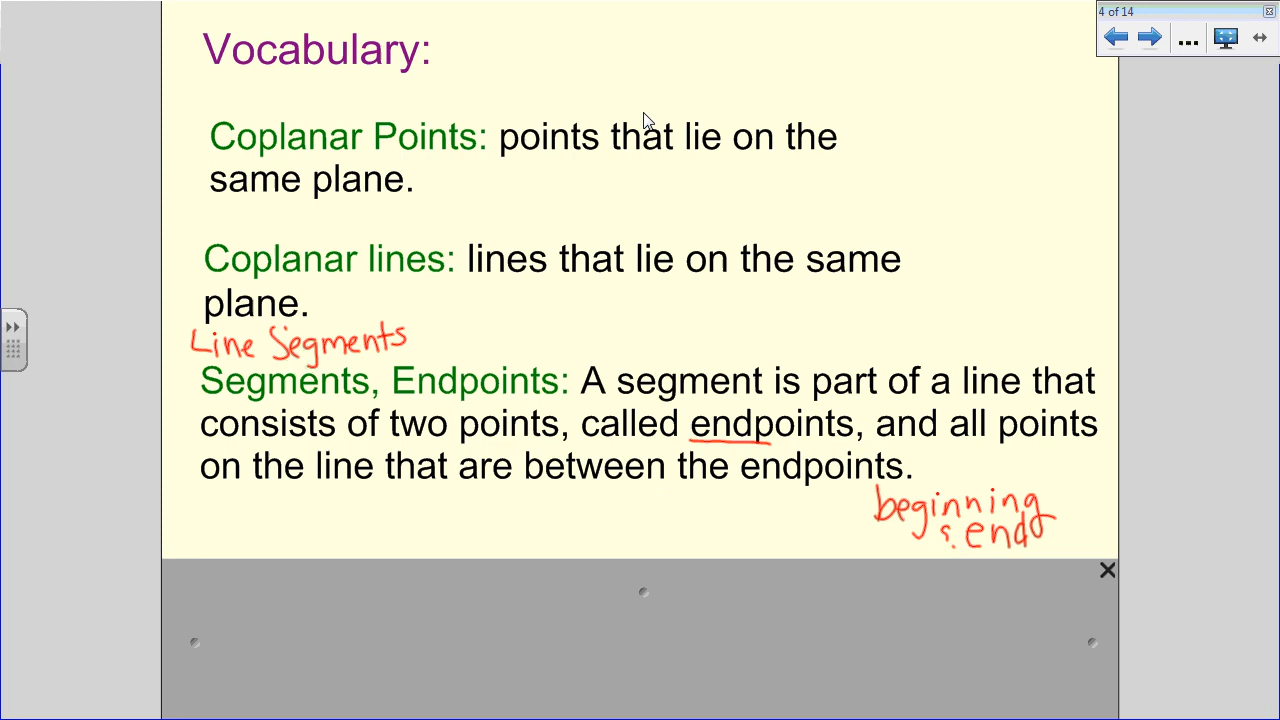 4 of 14
Vocabulary:
Coplanar Points: points that lie on the
same plane.
Coplanar lines: lines that lie on the same
plane.
Line Segments
Segments, Endpoints: A segment is part of a line that
consists of two points, called endpoints, and all points
on the line that are between the endpoints.
beginning
& end